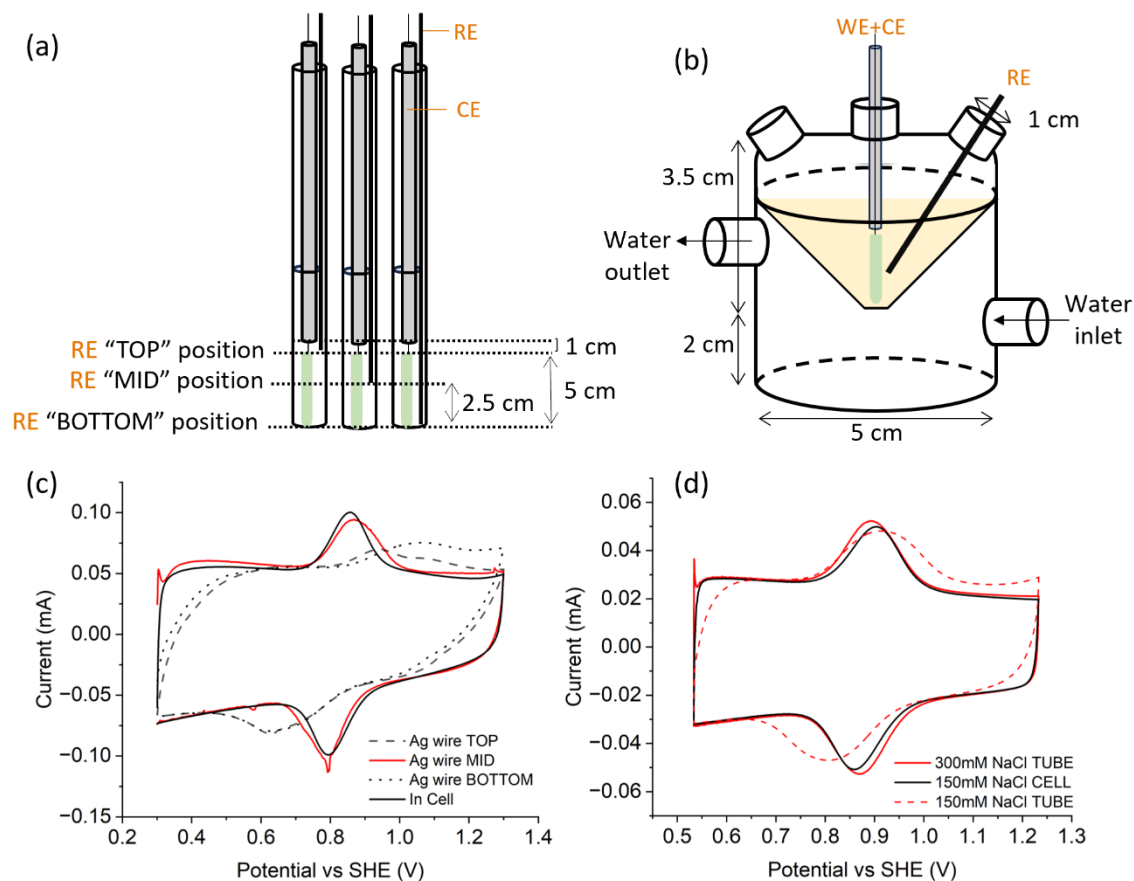 (a)
RE
CE
RE “TOP” position
1 cm
RE “MID” position
5 cm
2.5 cm
RE “BOTTOM” position
(b)
WE+CE
RE
1 cm
3.5 cm
Water
outlet
Water
inlet
2 cm
5 cm
(c)
Current (mA)
0.10
0.05
0.00
−0.05
−0.10
−0.15
0.2 0.4 0.6 0.8 1.0 1.2 1.4
Potential vs SHE (V)
Ag wire TOP
Ag wire MID
Ag wire BOTTOM
In Cell
(d)
Current (mA)
0.06
0.04
0.02
0.00
−0.02
−0.04
−0.06
0.5 0.6 0.7 0.8 0.9 1.0 1.1 1.2 1.3
Potential vs SHE (V)
300mM NaCl TUBE
150mM NaCl CELL
150mM NaCl TUBE